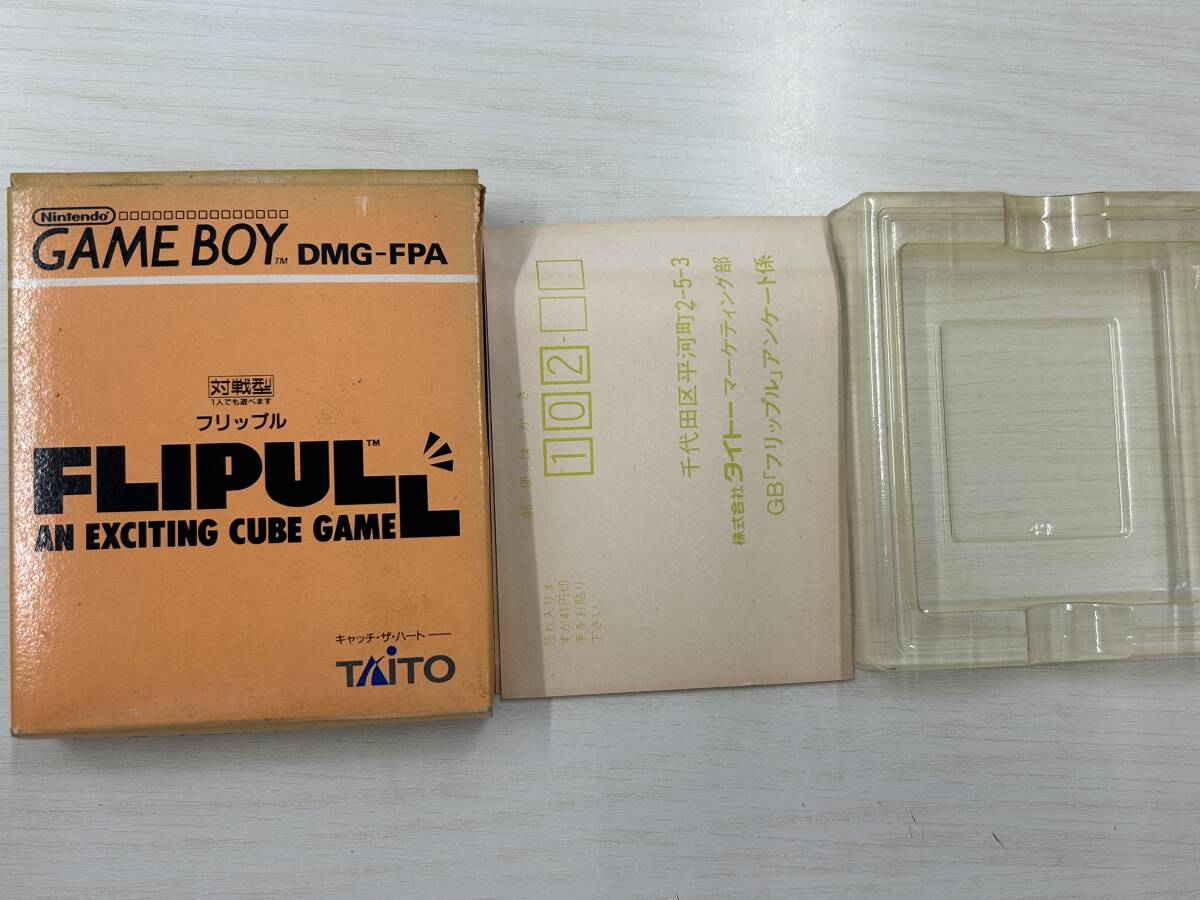 Nintendo
GAME BOY™ DMG-FPA
対戦型
1人でも遊べます
フリップル
FLIPULL™
AN EXCITING CUBE GAME
キャッチ・ザ・ハート
TAITO
郵便はがき
102-
千代田区平河町2-5-3
株式会社タイトーマーケティング部
GB「フリップル」アンケート係
恐れ入りま
すが41円切
手をお貼り
下さい。